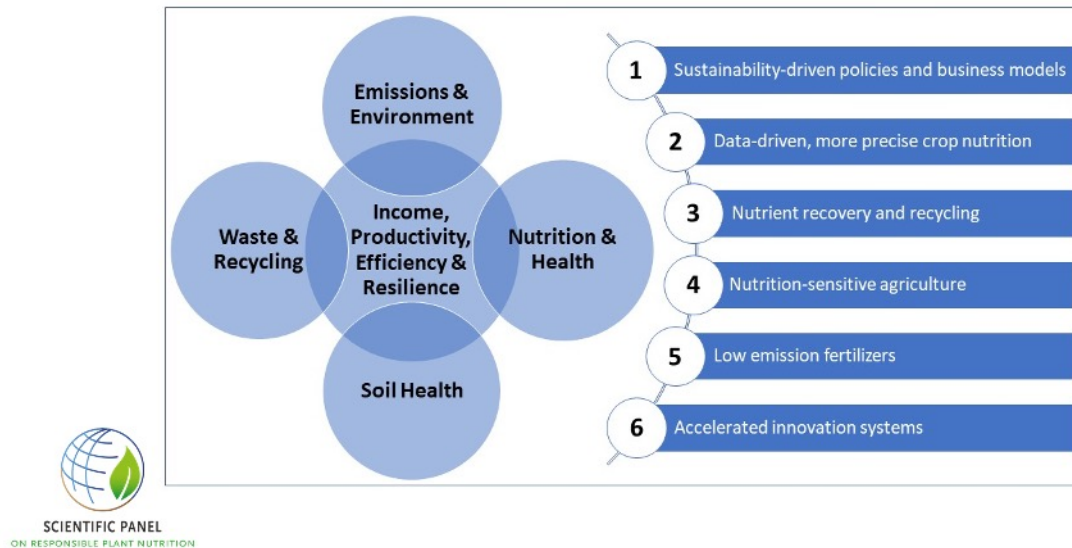 Emissions &
Environment
Waste &
Recycling
Income,
Productivity,
Efficiency &
Resilience
Nutrition &
Health
Soil Health
1 Sustainability-driven policies and business models
2 Data-driven, more precise crop nutrition
3 Nutrient recovery and recycling
4 Nutrition-sensitive agriculture
5 Low emission fertilizers
6 Accelerated innovation systems
SCIENTIFIC PANEL
ON RESPONSIBLE PLANT NUTRITION